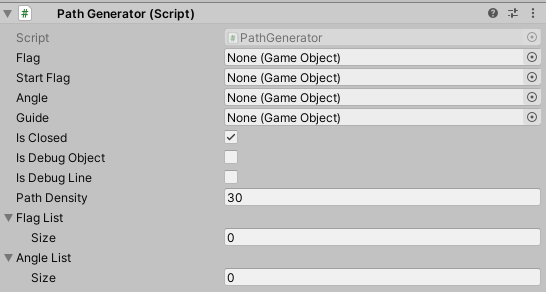 Path Generator (Script)
Script PathGenerator
Flag None (Game Object)
Start Flag None (Game Object)
Angle None (Game Object)
Guide None (Game Object)
Is Closed
Is Debug Object
Is Debug Line
Path Density 30
Flag List
Size 0
Angle List
Size 0